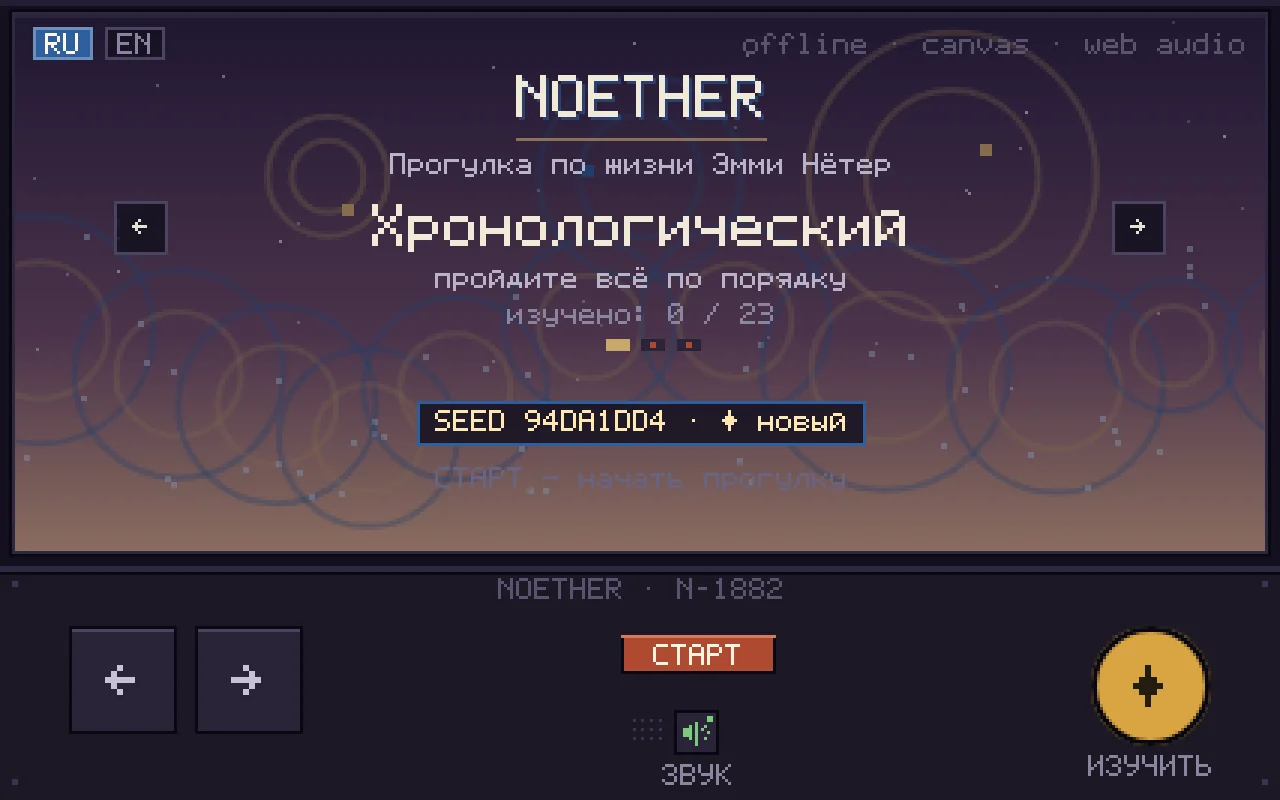 RU EN offline · canvas · web audio
NOETHER
Прогулка по жизни Эмми Нётер
← Хронологический →
пройдите всё по порядку
изучено: 0 / 23
SEED 94DA1DD4 · ✦ новый
СТАРТ — начать прогулку
NOETHER · N-1882
← → СТАРТ
ЗВУК
ИЗУЧИТЬ